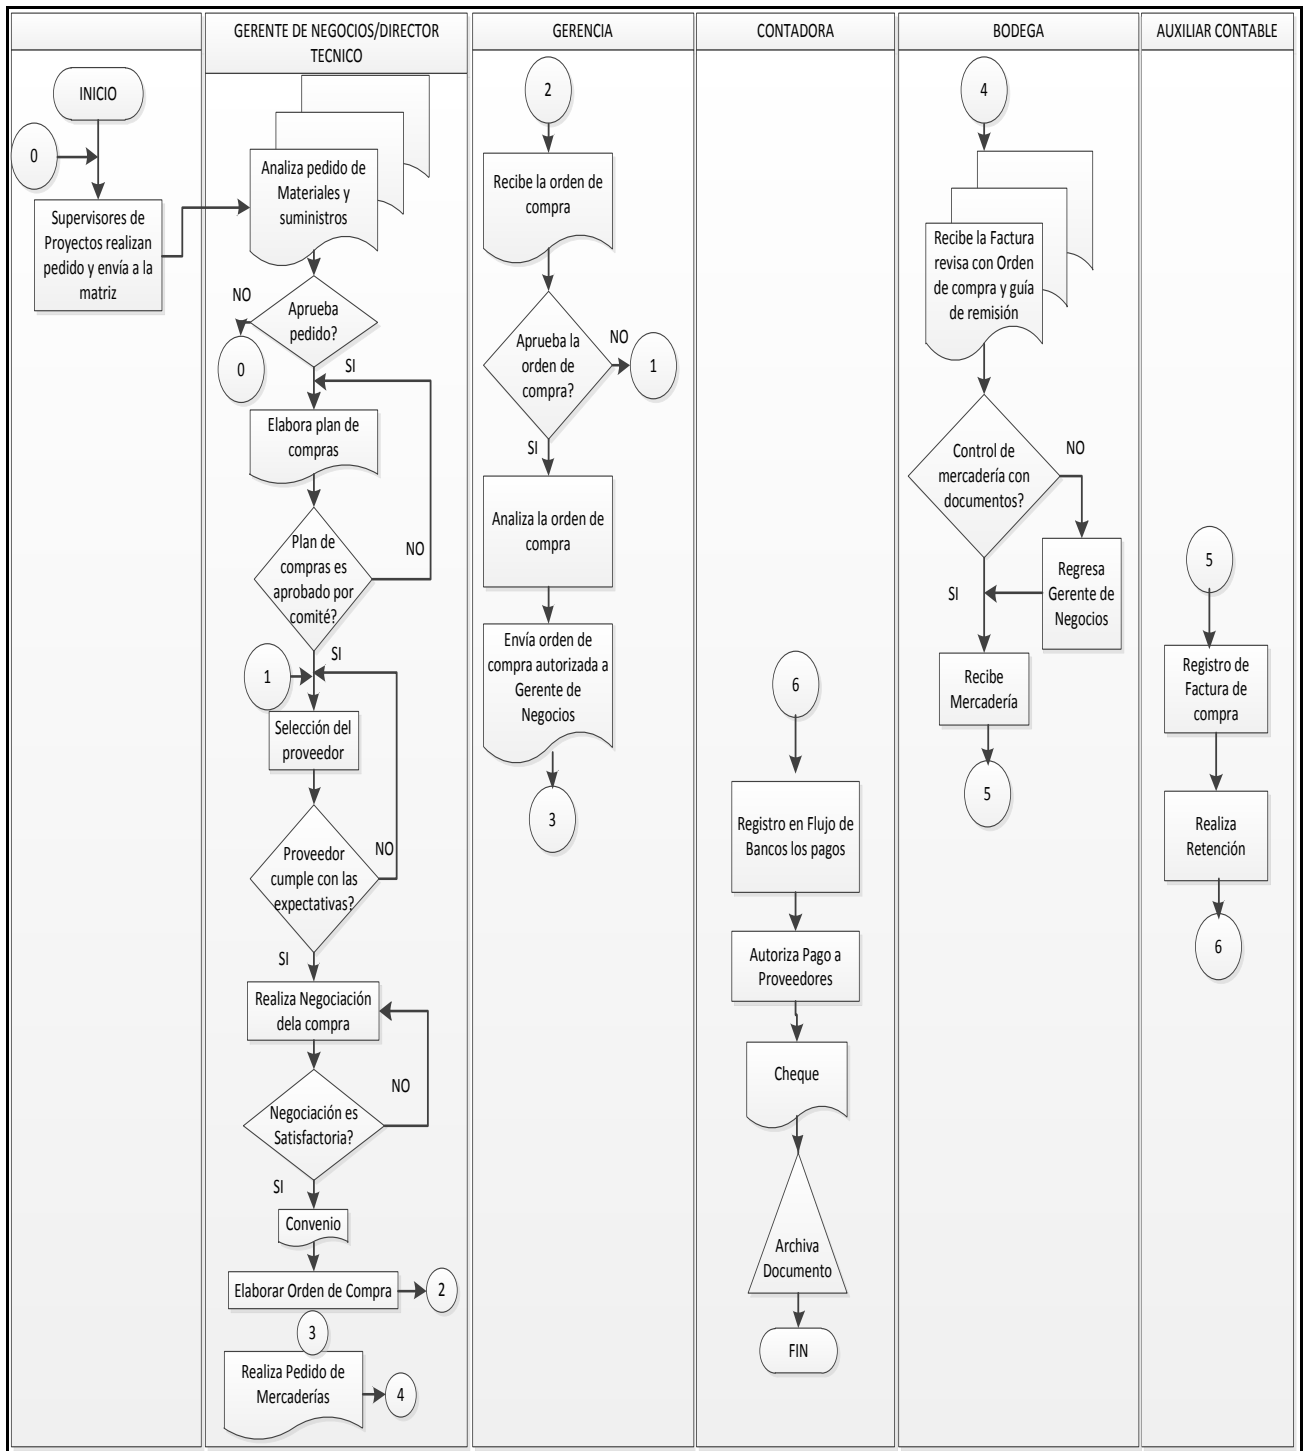 GERENTE DE NEGOCIOS/DIRECTOR
TECNICO
GERENCIA
CONTADORA
BODEGA
AUXILIAR CONTABLE
INICIO
0
Supervisores de
Proyectos realizan
pedido y envía a la
matriz
Analiza pedido de
Materiales y
suministros
Aprueba
pedido?
NO
0
SI
Elabora plan de
compras
Plan de
compras es
aprobado por
comité?
NO
SI
1
Selección del
proveedor
Proveedor
cumple con las
expectativas?
NO
SI
Realiza Negociación
dela compra
Negociación es
Satisfactoria?
NO
SI
Convenio
Elaborar Orden de Compra
2
3
Realiza Pedido de
Mercaderías
4
2
Recibe la orden de
compra
Aprueba la
orden de
compra?
NO
1
SI
Analiza la orden de
compra
Envía orden de
compra autorizada a
Gerente de
Negocios
3
6
Registro en Flujo de
Bancos los pagos
Autoriza Pago a
Proveedores
Cheque
Archiva
Documento
FIN
4
Recibe la Factura
revisa con Orden
de compra y guía
de remisión
Control de
mercadería con
documentos?
NO
Regresa
Gerente de
Negocios
SI
Recibe
Mercadería
5
5
Registro de
Factura de
compra
Realiza
Retención
6